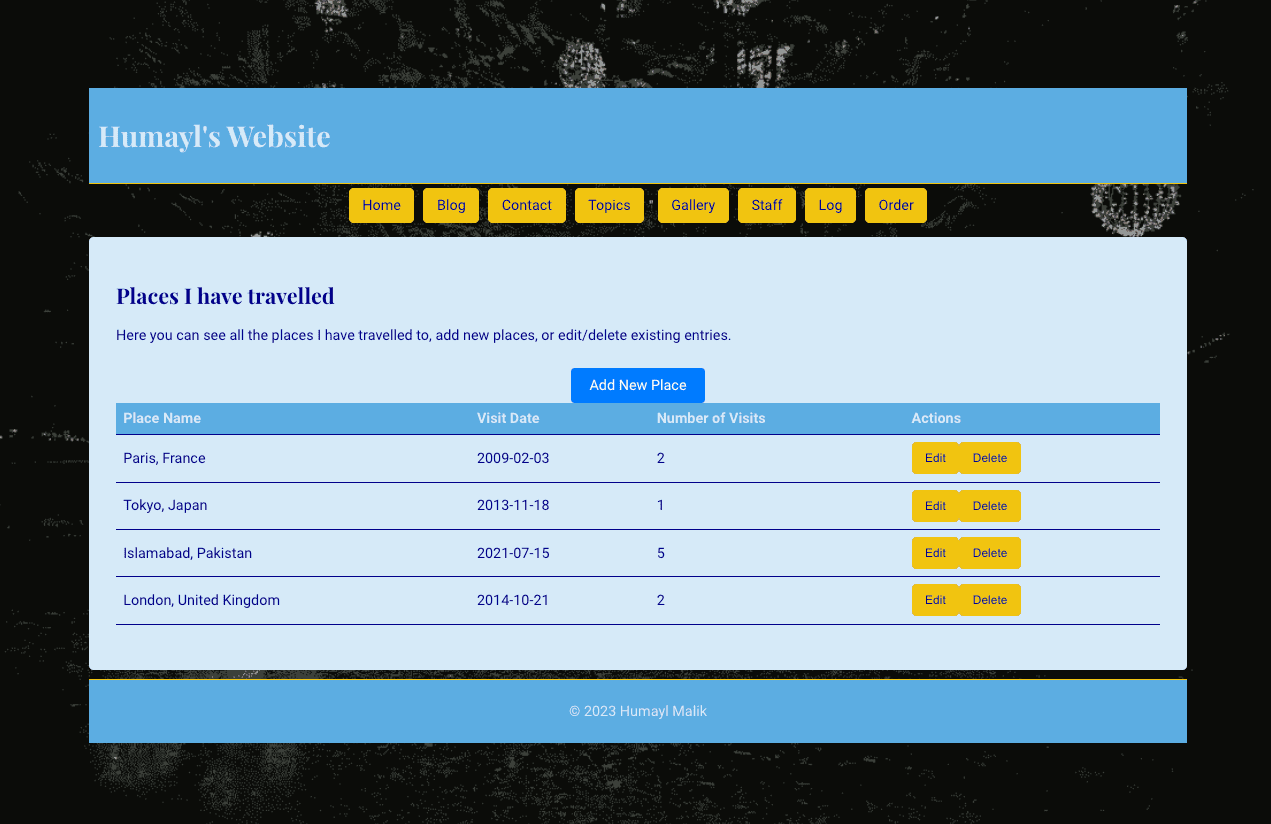 Humayl's Website
Home Blog Contact Topics " Gallery Staff Log Order
Places I have travelled
Here you can see all the places I have travelled to, add new places, or edit/delete existing entries.
Add New Place
Place Name Visit Date Number of Visits Actions
Paris, France 2009-02-03 2 Edit Delete
Tokyo, Japan 2013-11-18 1 Edit Delete
Islamabad, Pakistan 2021-07-15 5 Edit Delete
London, United Kingdom 2014-10-21 2 Edit Delete
© 2023 Humayl Malik